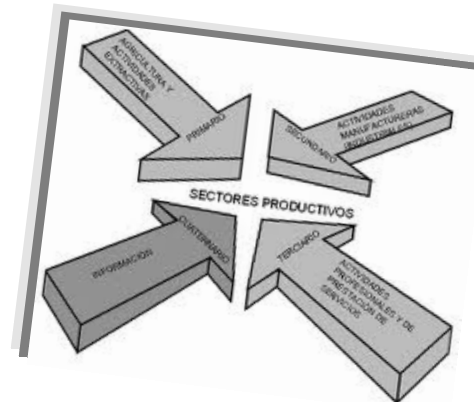 AGRICULTURA Y
ACTIVIDADES
EXTRACTIVAS
PRIMARIO
ACTIVIDADES
MANUFACTURERAS
(INDUSTRIALES)
SECUNDARIO
SECTORES PRODUCTIVOS
INFORMACIÓN
CUATERNARIO
TERCIARIO
ACTIVIDADES
PROFESIONALES Y DE
PRESTACIÓN DE
SERVICIOS